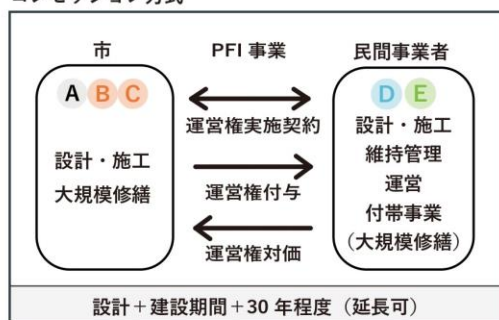 コンセッション方式
市
PFI 事業
民間事業者
A B C
D E
運営権実施契約
設計・施工
大規模修繕
運営権付与
運営権対価
設計・施工
維持管理
運営
付帯事業
(大規模修繕)
設計+建設期間+30 年程度(延長可)